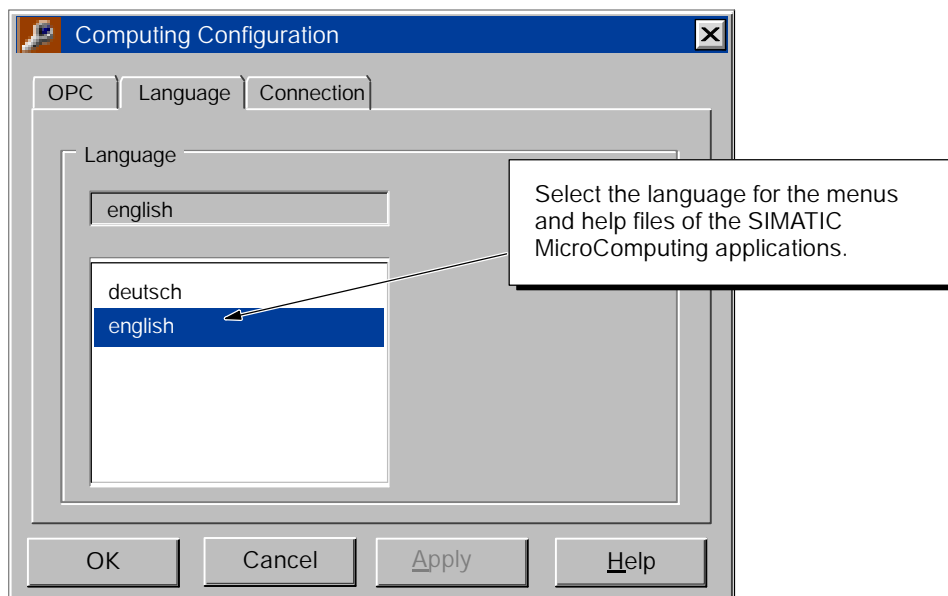 Computing Configuration
OPC
Language
Connection
Language
english
Select the language for the menus
and help files of the SIMATIC
MicroComputing applications.
deutsch
english
OK
Cancel
Apply
Help